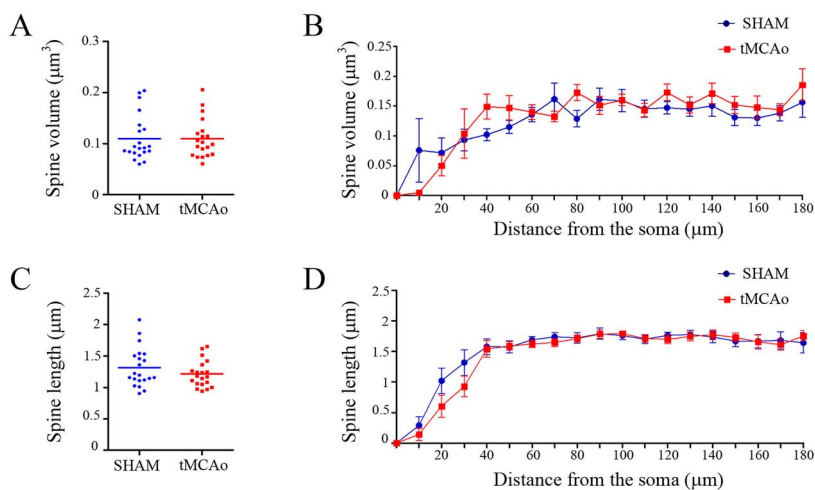 A
Spine volume (μm³)
0.3
0.2
0.1
0
SHAM
tMCAo
B
SHAM
tMCAo
Spine volume (μm³)
0.25
0.2
0.15
0.1
0.05
0
20
40
60
80
100
120
140
160
180
Distance from the soma (μm)
C
Spine length (μm)
2.5
2
1.5
1
0.5
0
SHAM
tMCAo
D
SHAM
tMCAo
Spine length (μm)
2.5
2
1.5
1
0.5
0
20
40
60
80
100
120
140
160
180
Distance from the soma (μm)